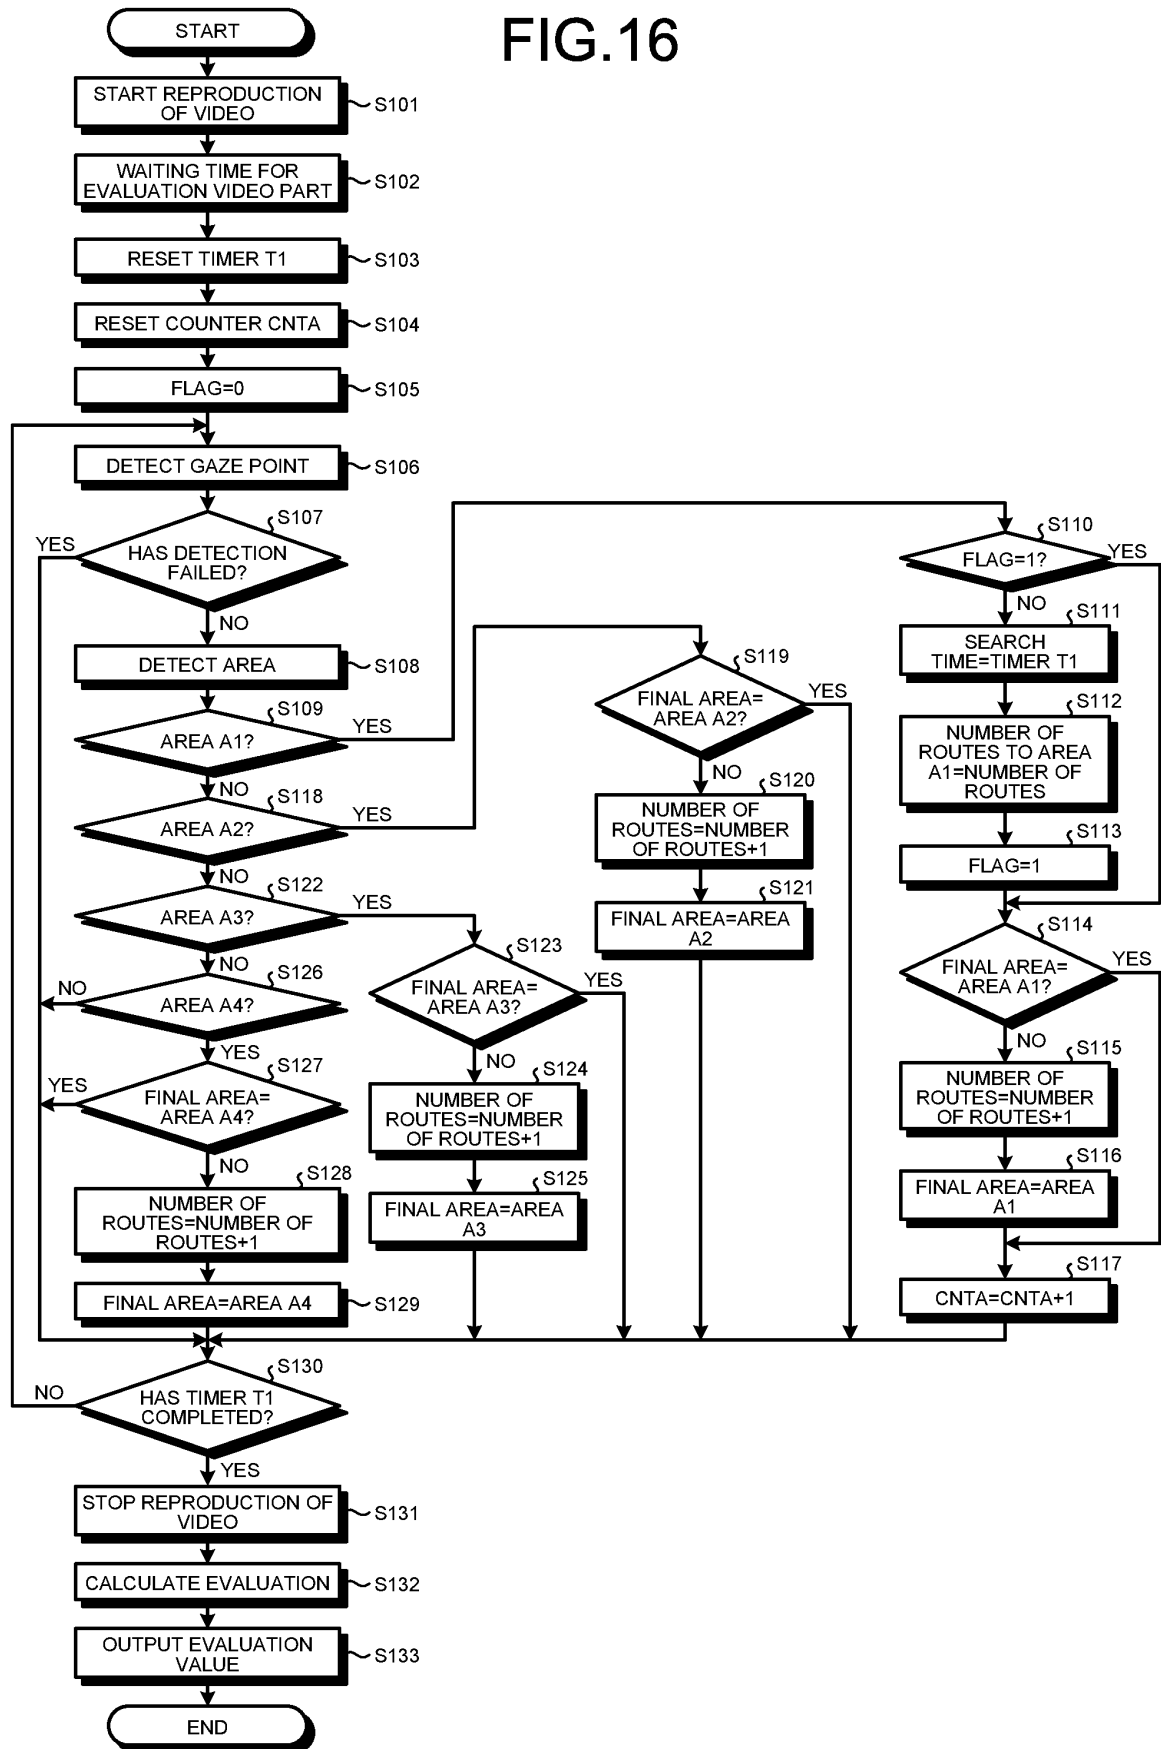 FIG.16
START
START REPRODUCTION
OF VIDEO
S101
WAITING TIME FOR
EVALUATION VIDEO PART
S102
RESET TIMER T1
S103
RESET COUNTER CNTA
S104
FLAG=0
S105
DETECT GAZE POINT
S106
S107
YES
HAS DETECTION
FAILED?
NO
DETECT AREA
S108
S109
AREA A1?
YES
NO
S118
AREA A2?
YES
NO
S122
AREA A3?
YES
NO
S126
NO
AREA A4?
YES
S127
YES
FINAL AREA=
AREA A4?
NO
S128
NUMBER OF
ROUTES=NUMBER OF
ROUTES+1
FINAL AREA=AREA A4
S129
S123
FINAL AREA=
AREA A3?
YES
NO
S124
NUMBER OF
ROUTES=NUMBER
OF ROUTES+1
S125
FINAL AREA=AREA
A3
S119
FINAL AREA=
AREA A2?
YES
NO
S120
NUMBER OF
ROUTES=NUMBER
OF ROUTES+1
S121
FINAL AREA=AREA
A2
S110
FLAG=1?
YES
NO
S111
SEARCH
TIME=TIMER T1
S112
NUMBER OF
ROUTES TO AREA
A1=NUMBER OF
ROUTES
S113
FLAG=1
S114
FINAL AREA=
AREA A1?
YES
NO
S115
NUMBER OF
ROUTES=NUMBER
OF ROUTES+1
S116
FINAL AREA=AREA
A1
S117
CNTA=CNTA+1
S130
NO
HAS TIMER T1
COMPLETED?
YES
STOP REPRODUCTION OF
VIDEO
S131
CALCULATE EVALUATION
S132
OUTPUT EVALUATION
VALUE
S133
END